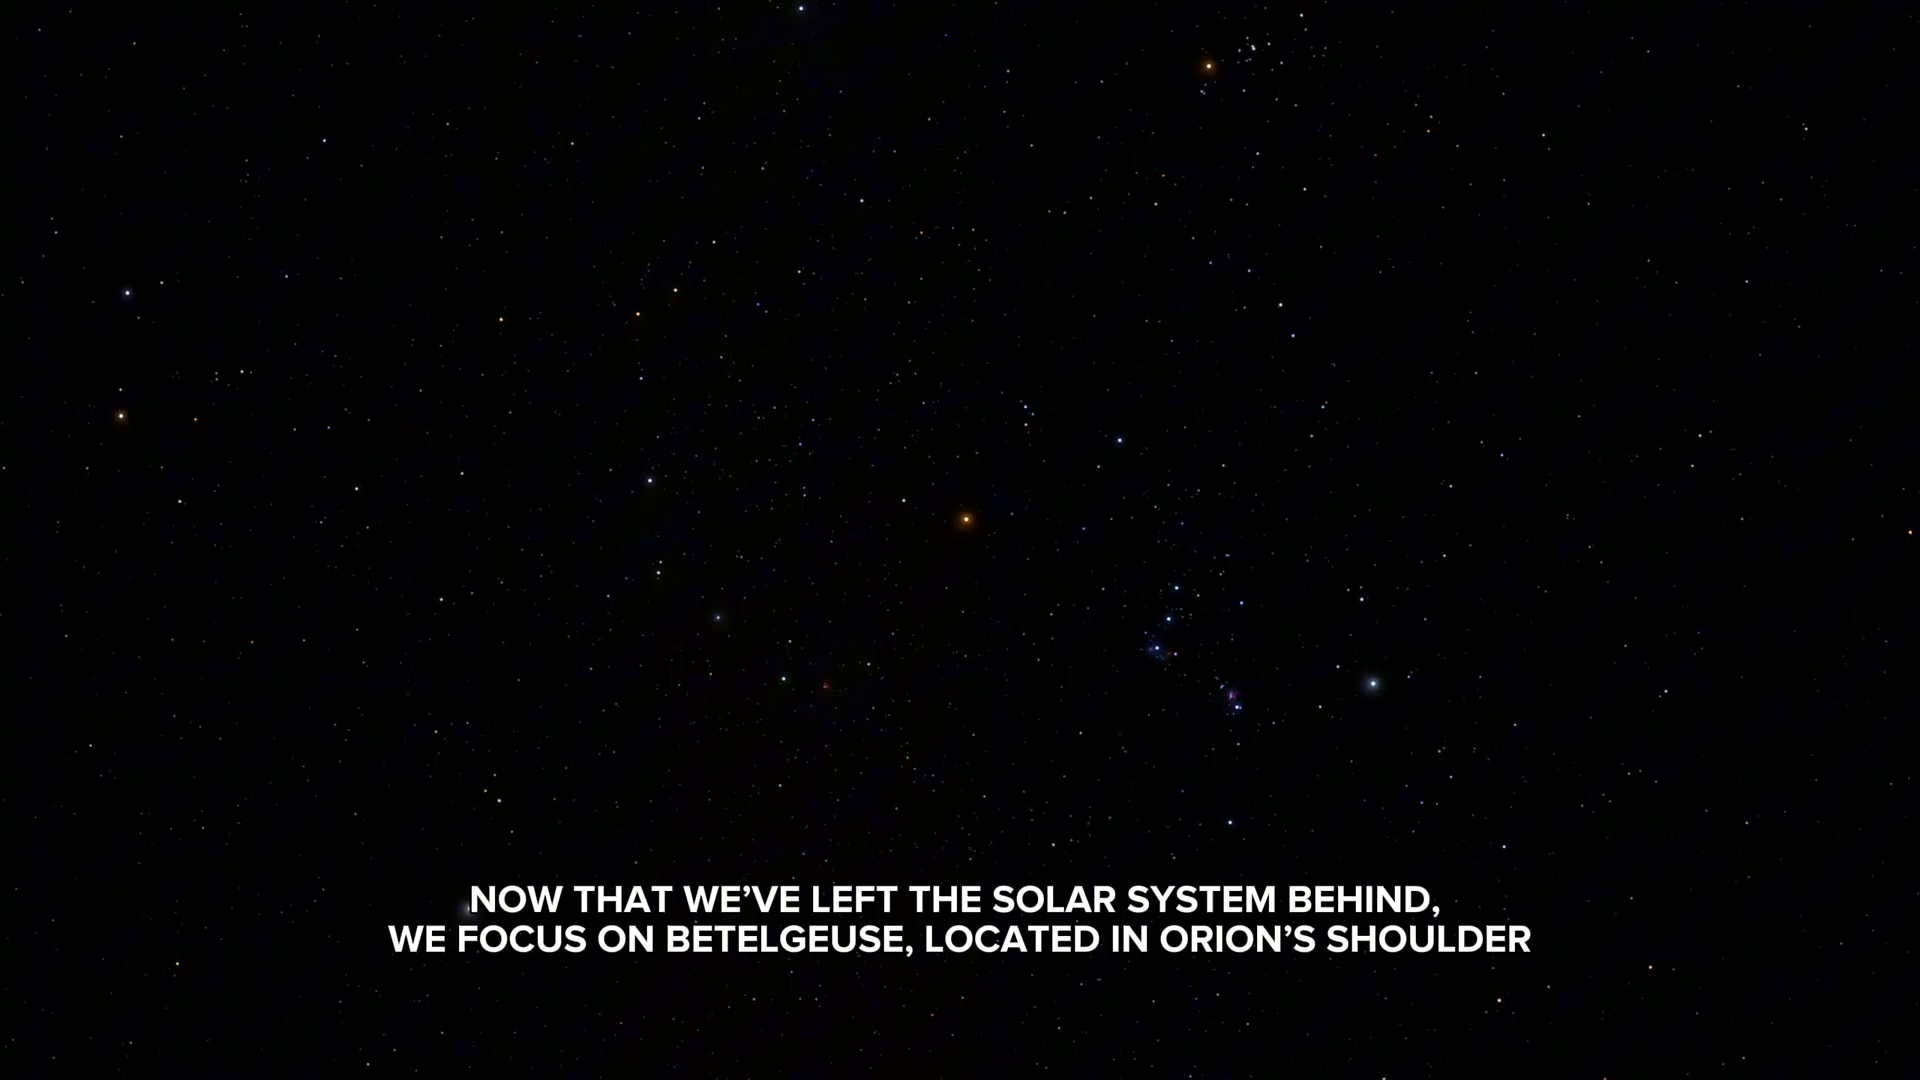 NOW THAT WE’VE LEFT THE SOLAR SYSTEM BEHIND,
WE FOCUS ON BETELGEUSE, LOCATED IN ORION’S SHOULDER